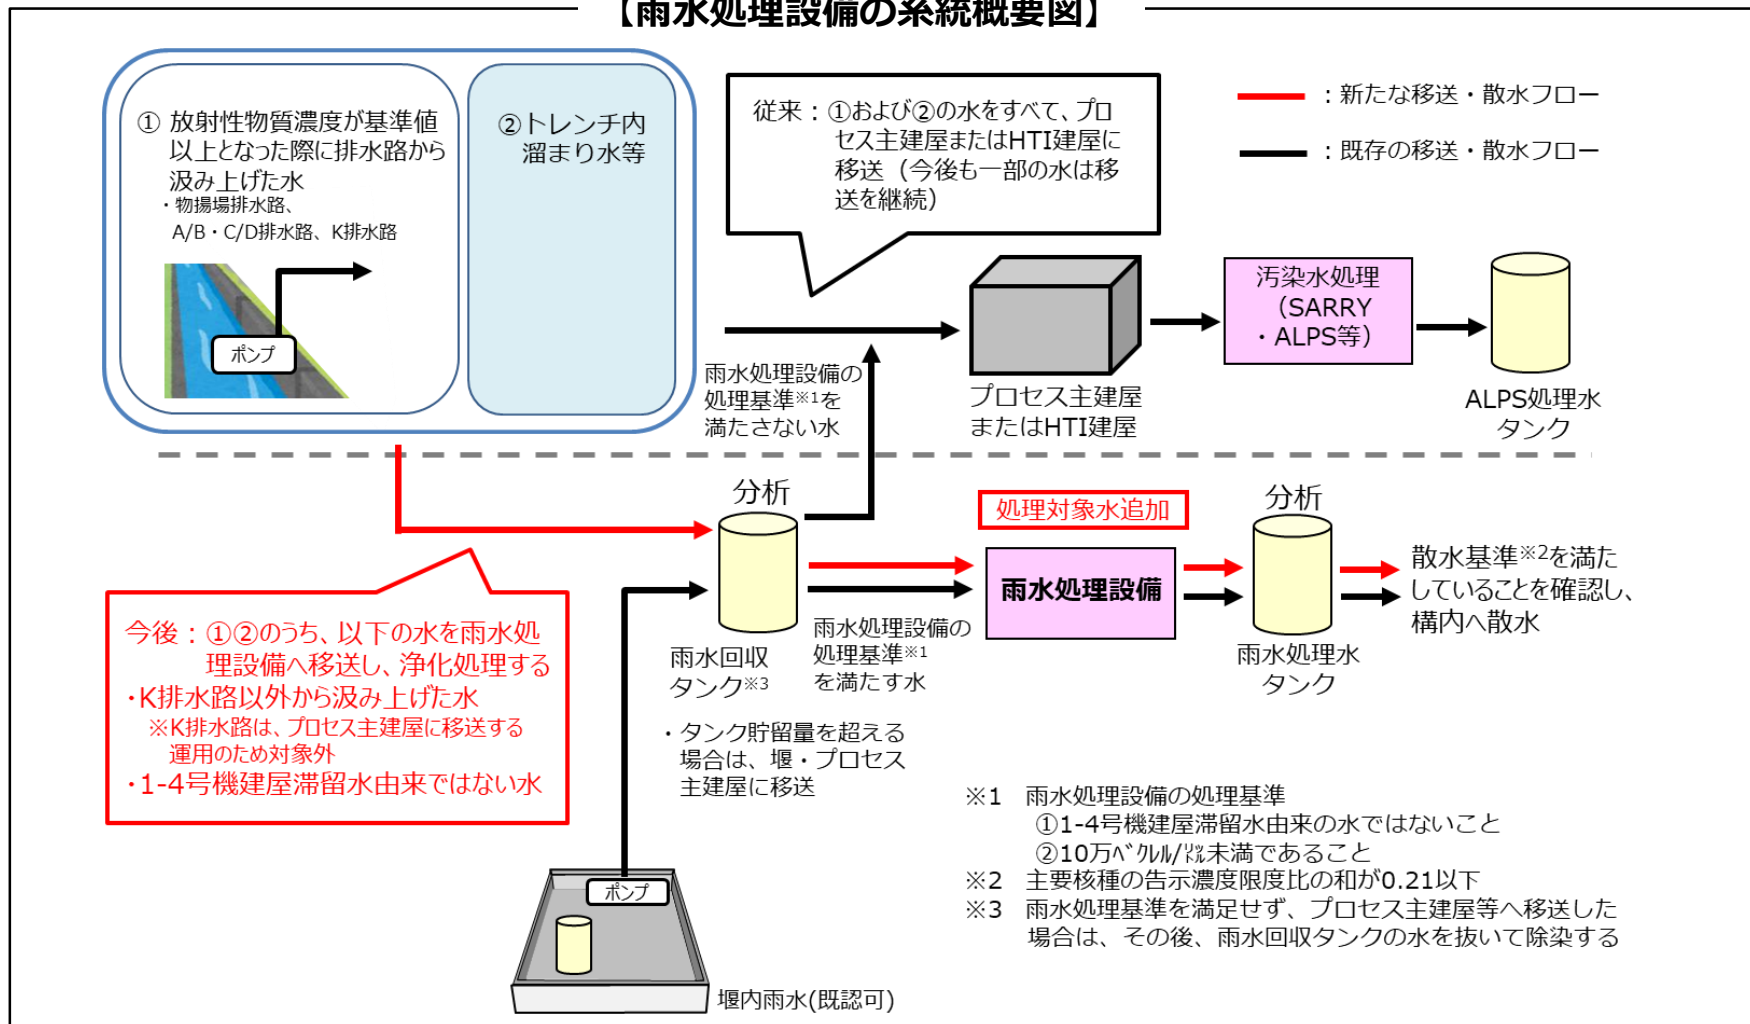 【雨水処理設備の系統概要図】
① 放射性物質濃度が基準値
以上となった際に排水路から
汲み上げた水
・物揚場排水路、
A/B・C/D排水路、K排水路
ポンプ
②トレンチ内
溜まり水等
従来：①および②の水をすべて、プロ
セス主建屋またはHTI建屋に
移送（今後も一部の水は移
送を継続）
：新たな移送・散水フロー
：既存の移送・散水フロー
雨水処理設備の
処理基準※1を
満たさない水
プロセス主建屋
またはHTI建屋
汚染水処理
（SARRY
・ALPS等）
ALPS処理水
タンク
分析
処理対象水追加
分析
雨水処理設備
散水基準※2を満た
していることを確認し、
構内へ散水
今後：①②のうち、以下の水を雨水処
理設備へ移送し、浄化処理する
・K排水路以外から汲み上げた水
※K排水路は、プロセス主建屋に移送する
運用のため対象外
・1-4号機建屋滞留水由来ではない水
雨水回収
タンク※3
雨水処理設備の
処理基準※1
を満たす水
雨水処理水
タンク
・タンク貯留量を超える
場合は、堰・プロセス
主建屋に移送
ポンプ
堰内雨水(既認可)
※1　雨水処理設備の処理基準
①1-4号機建屋滞留水由来の水ではないこと
②10万ﾍﾞｸﾚﾙ/㍑未満であること
※2　主要核種の告示濃度限度比の和が0.21以下
※3　雨水処理基準を満足せず、プロセス主建屋等へ移送した
場合は、その後、雨水回収タンクの水を抜いて除染する